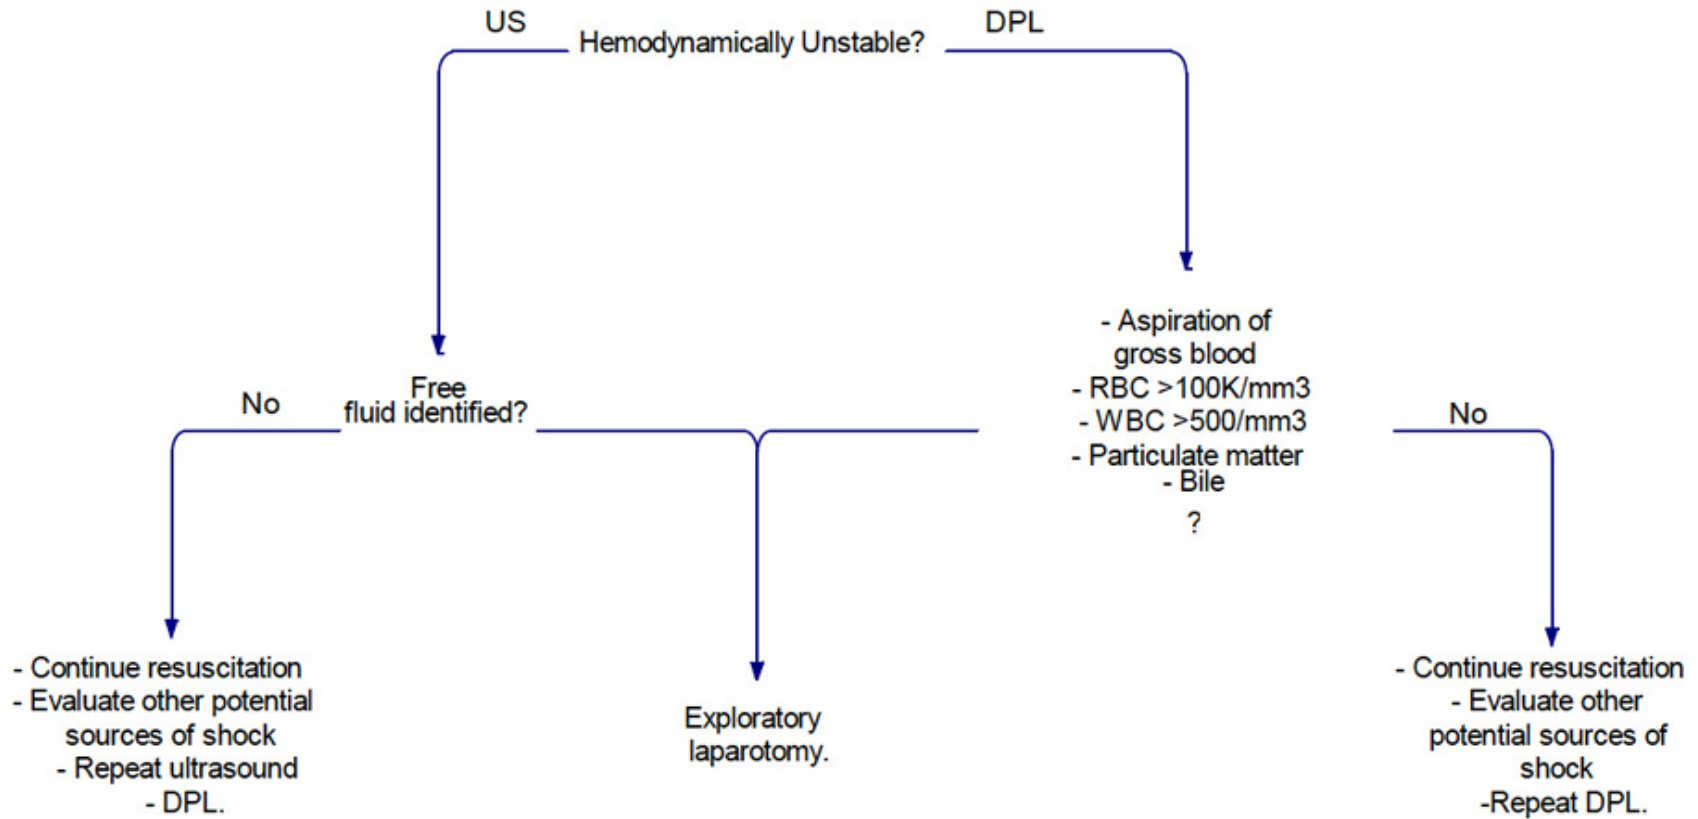 US
Hemodynamically Unstable?
DPL
Free
fluid identified?
No
- Aspiration of
gross blood
- RBC >100K/mm3
- WBC >500/mm3
- Particulate matter
- Bile
?
No
- Continue resuscitation
- Evaluate other potential
sources of shock
- Repeat ultrasound
- DPL.
Exploratory
laparotomy.
- Continue resuscitation
- Evaluate other
potential sources of
shock
-Repeat DPL.